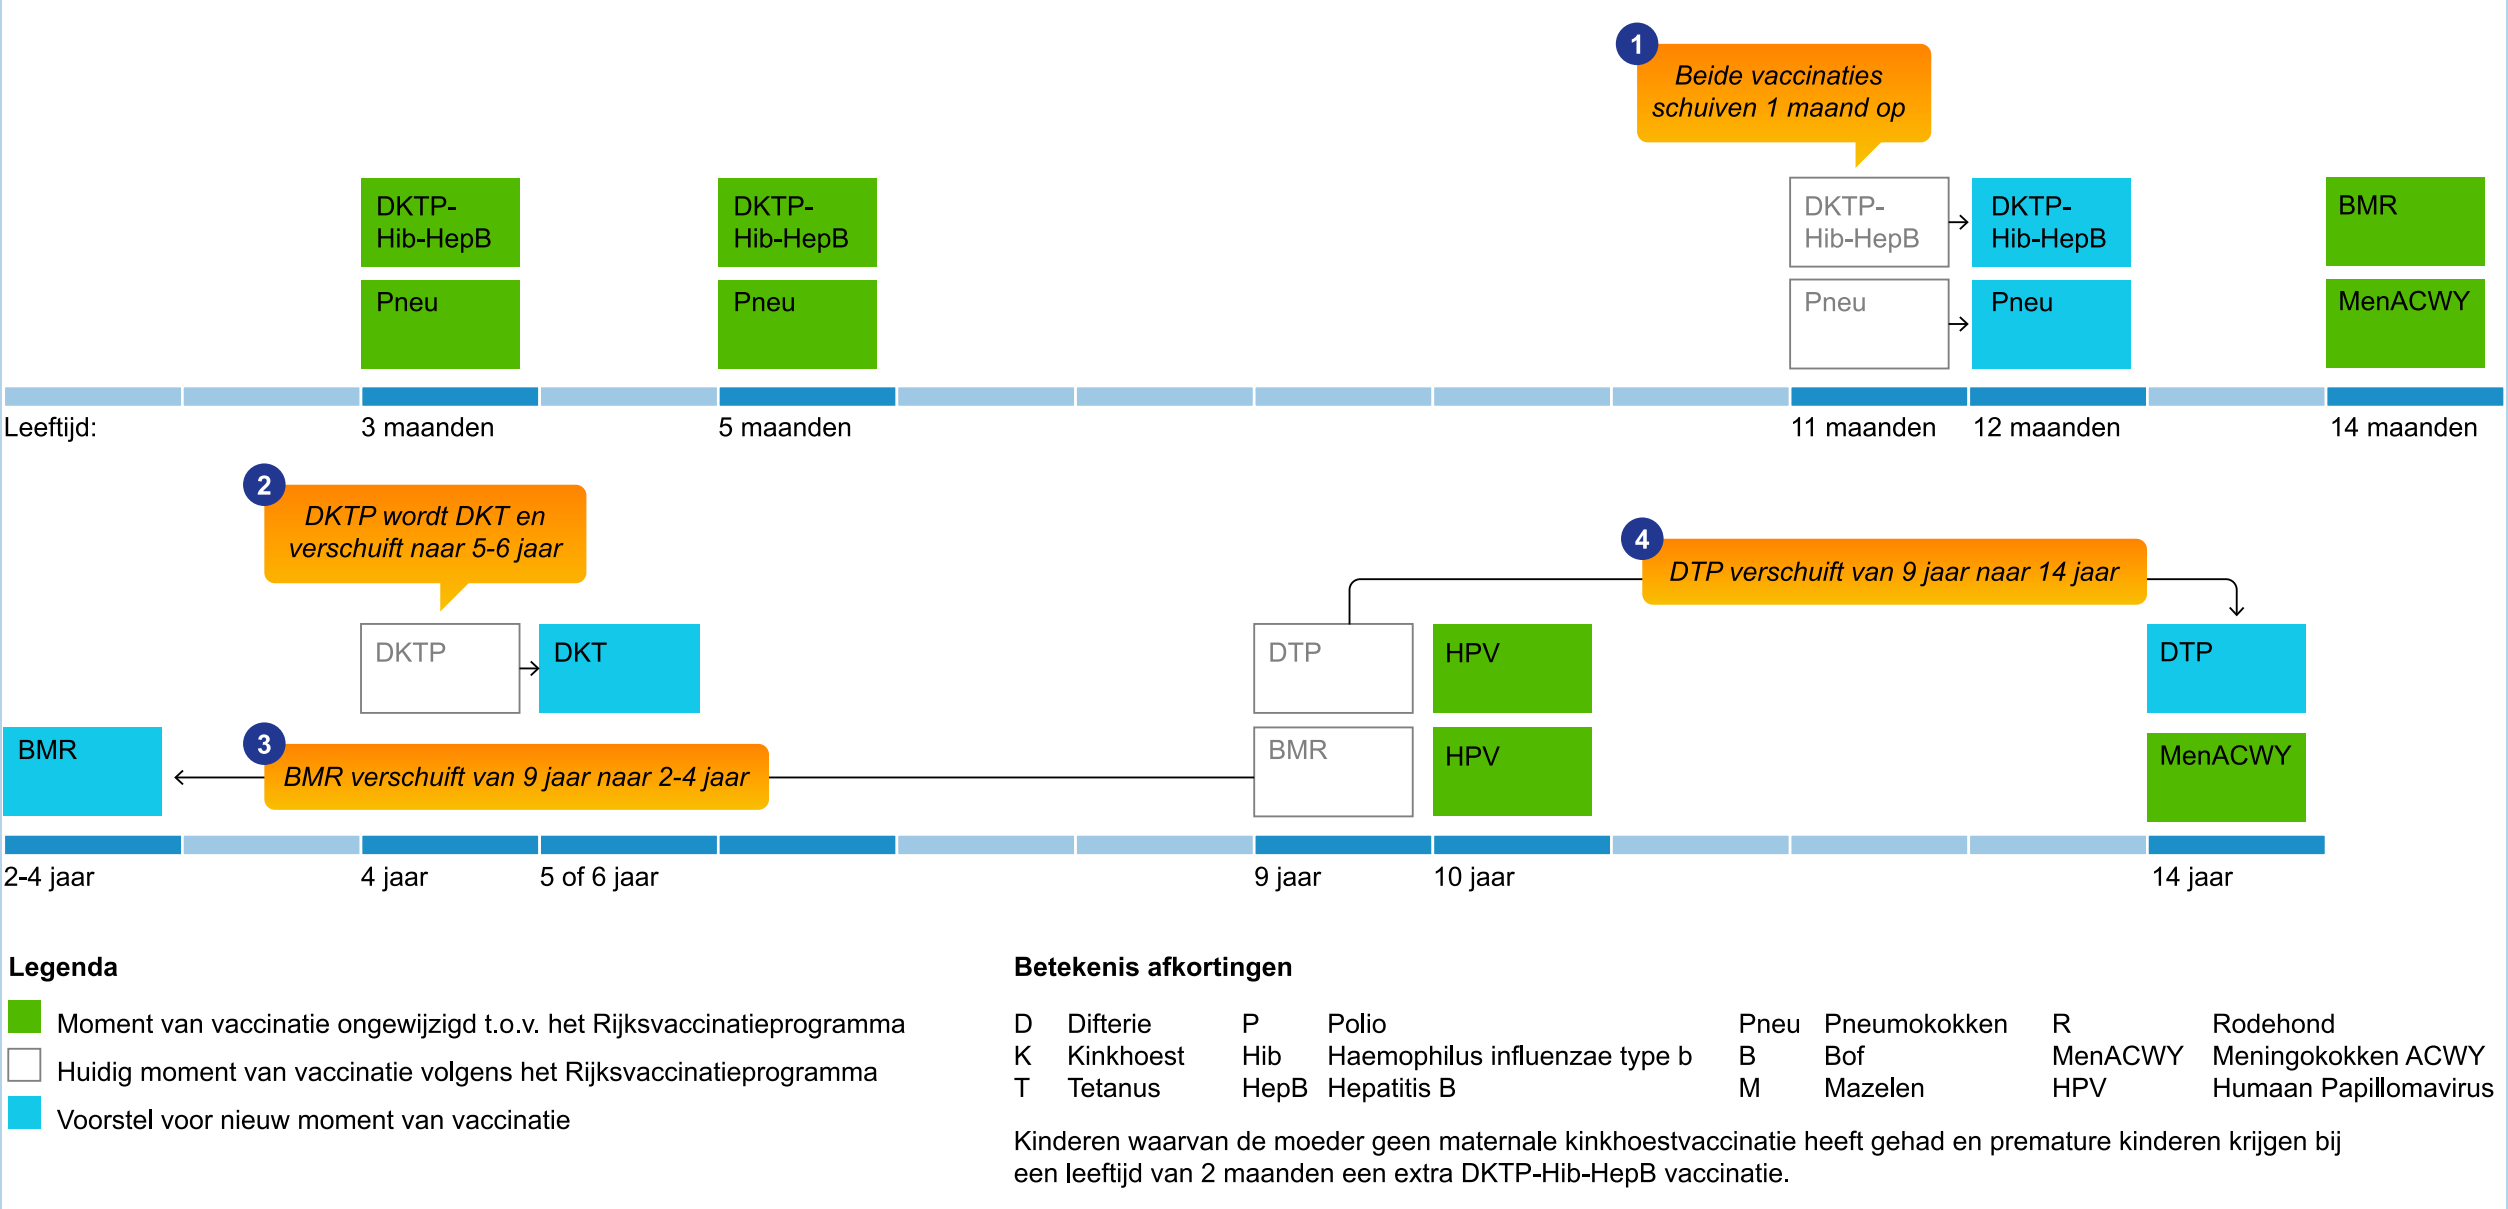 1
Beide vaccinaties
schuiven 1 maand op
DKTP-
Hib-HepB
DKTP-
Hib-HepB
DKTP-
Hib-HepB
DKTP-
Hib-HepB
BMR
Pneu
Pneu
Pneu
Pneu
MenACWY
Leeftijd:
3 maanden
5 maanden
11 maanden
12 maanden
14 maanden
2
DKTP wordt DKT en
verschuift naar 5-6 jaar
4
DTP verschuift van 9 jaar naar 14 jaar
DKTP
DKT
DTP
HPV
DTP
BMR
3
BMR verschuift van 9 jaar naar 2-4 jaar
BMR
HPV
MenACWY
2-4 jaar
4 jaar
5 of 6 jaar
9 jaar
10 jaar
14 jaar
Legenda
Moment van vaccinatie ongewijzigd t.o.v. het Rijksvaccinatieprogramma
Huidig moment van vaccinatie volgens het Rijksvaccinatieprogramma
Voorstel voor nieuw moment van vaccinatie
Betekenis afkortingen
D Difterie P Polio Pneu Pneumokokken R Rodehond
K Kinkhoest Hib Haemophilus influenzae type b B Bof MenACWY Meningokokken ACWY
T Tetanus HepB Hepatitis B M Mazelen HPV Humaan Papillomavirus
Kinderen waarvan de moeder geen maternale kinkhoestvaccinatie heeft gehad en premature kinderen krijgen bij
een leeftijd van 2 maanden een extra DKTP-Hib-HepB vaccinatie.